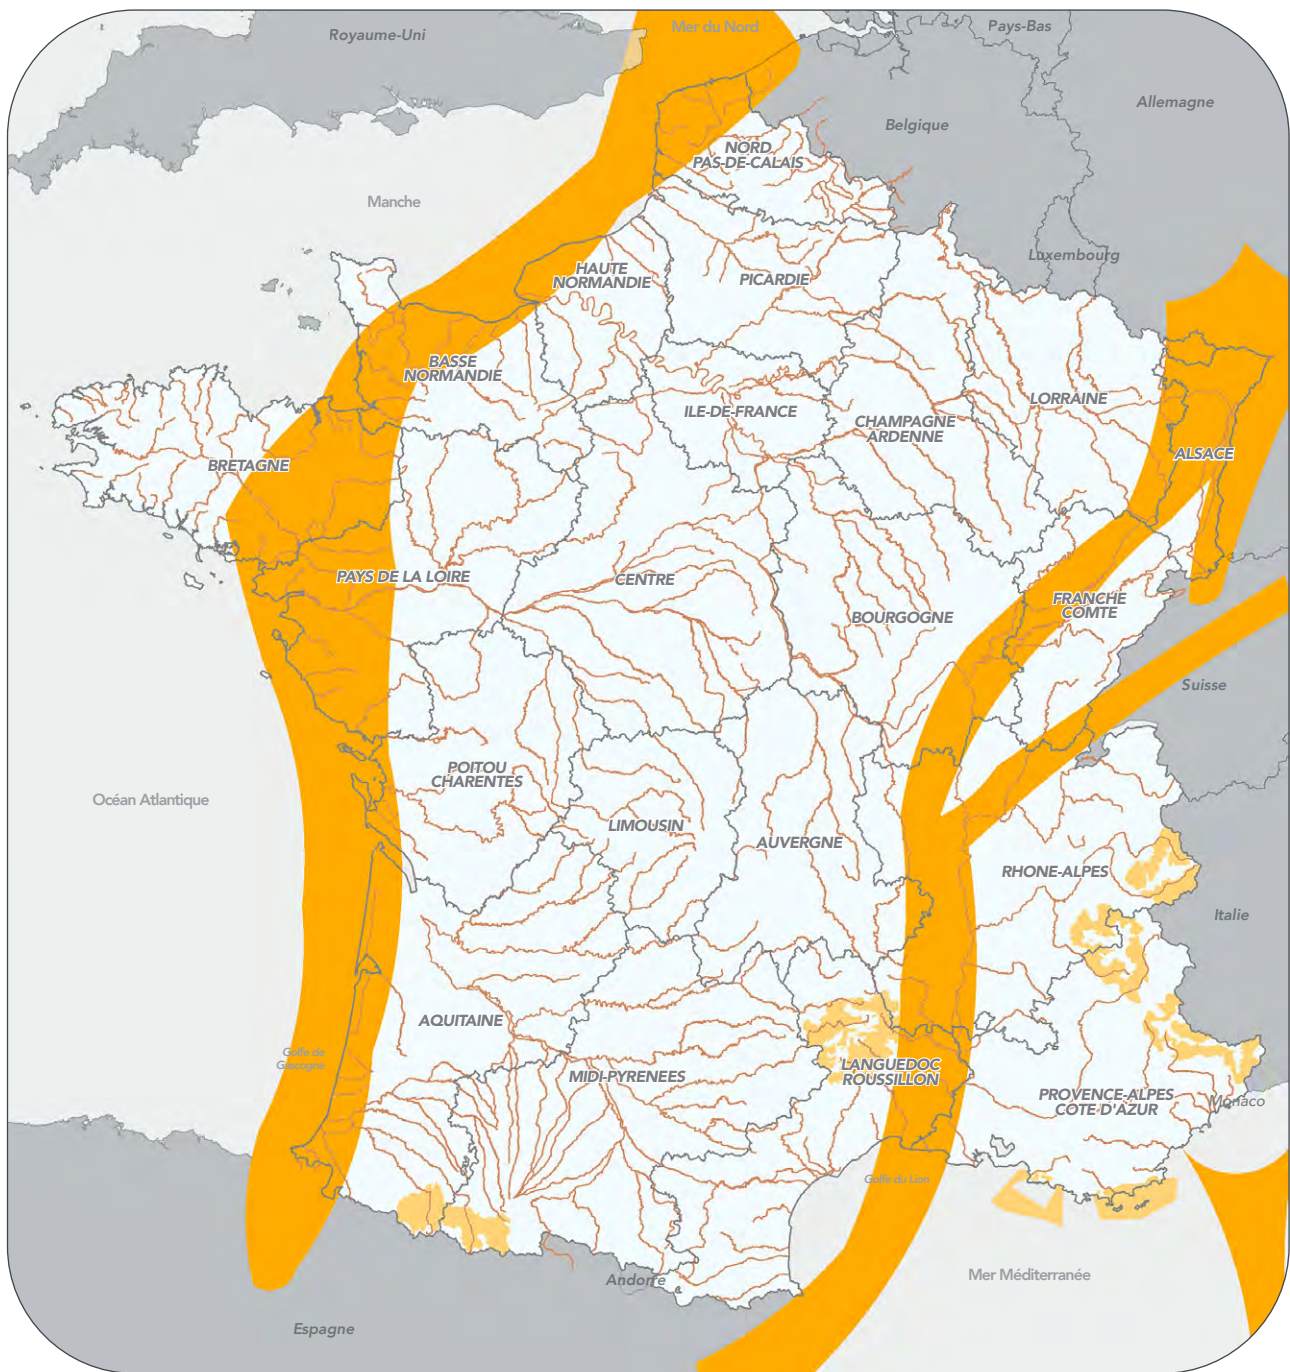 Mer du Nord
Pays-Bas
Royaume-Uni
Allemagne
Belgique
NORD
PAS-DE-CALAIS
Manche
Luxembourg
HAUTE
NORMANDIE
PICARDIE
BASSE
NORMANDIE
LORRAINE
ILE-DE-FRANCE
CHAMPAGNE
ARDENNE
ALSACE
BRETAGNE
PAYS DE LA LOIRE
CENTRE
FRANCHE
COMTE
BOURGOGNE
Suisse
POITOU
CHARENTES
Océan Atlantique
LIMOUSIN
AUVERGNE
RHONE-ALPES
Italie
AQUITAINE
Golfe de
Gascogne
MIDI-PYRENEES
LANGUEDOC
ROUSSILLON
PROVENCE-ALPES
COTE D'AZUR
Monaco
Golfe du Lion
Mer Méditerranée
Andorre
Espagne